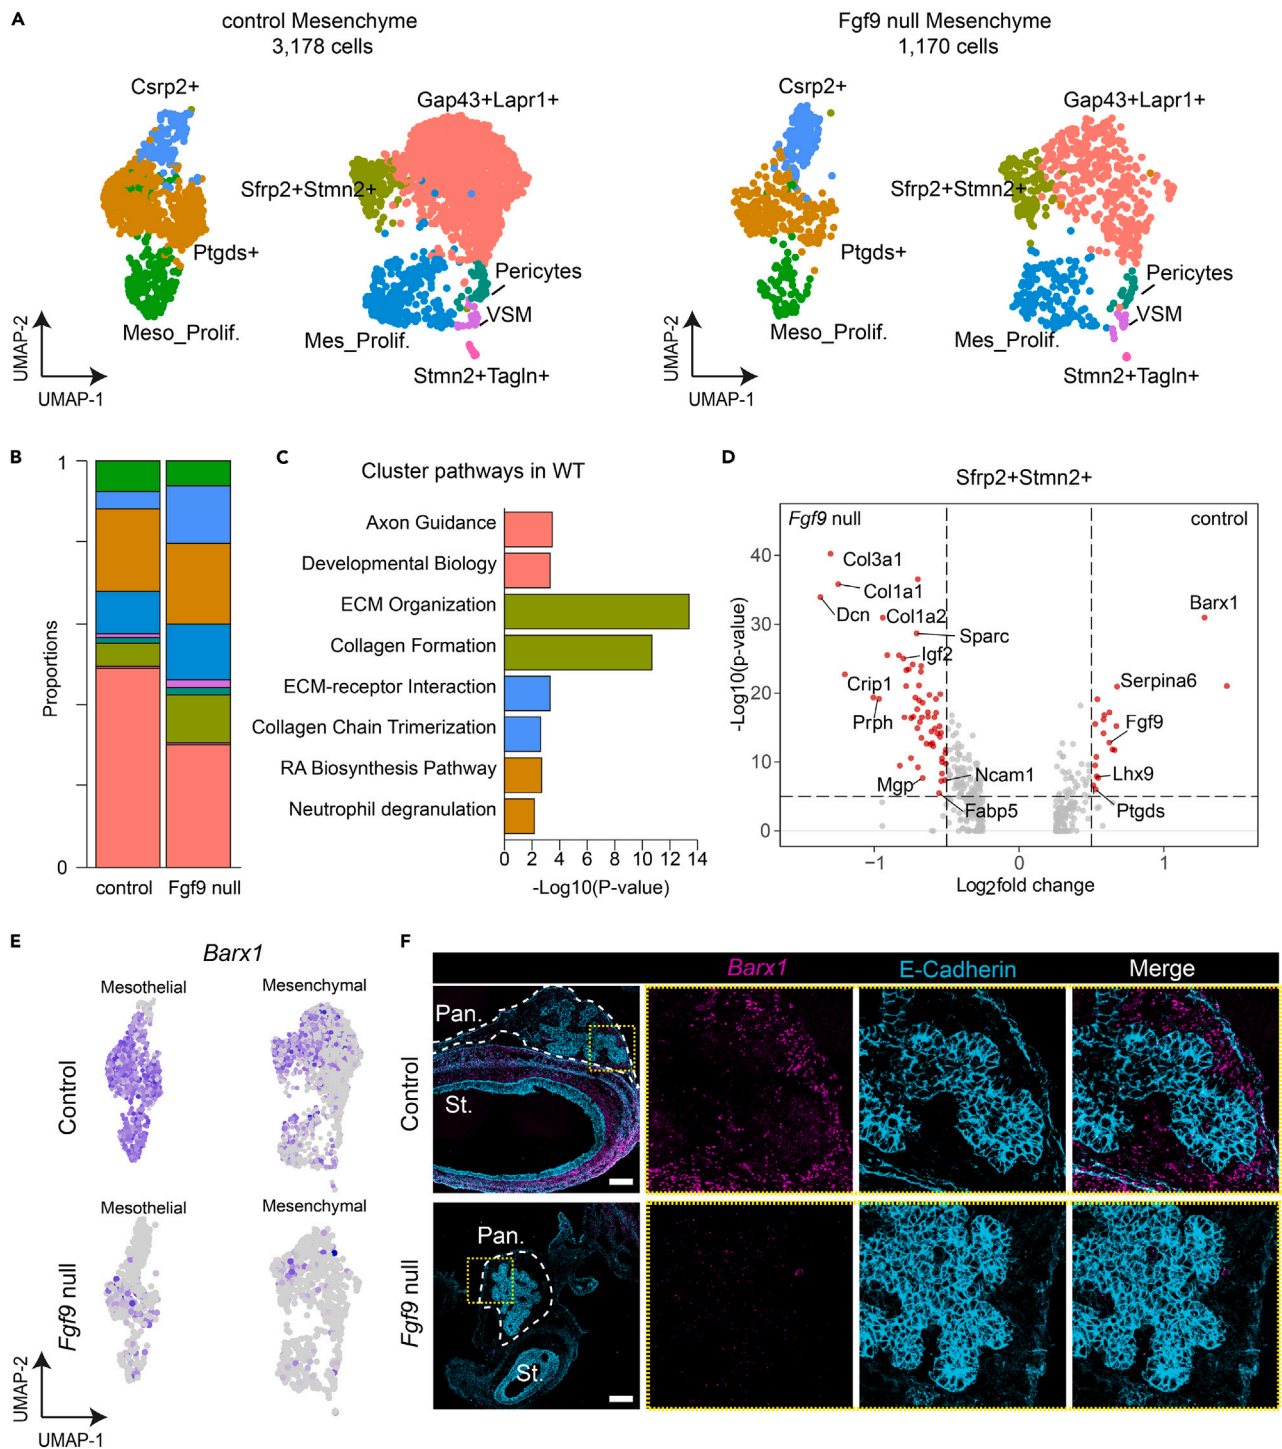 A
control Mesenchyme
3,178 cells
Fgf9 null Mesenchyme
1,170 cells
Csrp2+
Gap43+Lapr1+
Sfrp2+Stmn2+
Ptgds+
Pericytes
VSM
Meso_Prolif.
Mes_Prolif.
Stmn2+Tagln+
UMAP-2
UMAP-1
Csrp2+
Gap43+Lapr1+
Sfrp2+Stmn2+
Ptgds+
Pericytes
VSM
Meso_Prolif.
Mes_Prolif.
Stmn2+Tagln+
UMAP-2
UMAP-1
B
1
Proportions
0
control
Fgf9 null
C
Cluster pathways in WT
Axon Guidance
Developmental Biology
ECM Organization
Collagen Formation
ECM-receptor Interaction
Collagen Chain Trimerization
RA Biosynthesis Pathway
Neutrophil degranulation
0 2 4 6 8 10 12 14
-Log10(P-value)
D
Sfrp2+Stmn2+
Fgf9 null
control
40
30
20
10
0
-Log10(p-value)
Col3a1
Col1a1
Dcn
Col1a2
Sparc
Igf2
Crip1
Prph
Mgp
Ncam1
Fabp5
Barx1
Serpina6
Fgf9
Lhx9
Ptgds
−1 0 1
Log2fold change
E
Barx1
Mesothelial
Mesenchymal
Control
Mesothelial
Mesenchymal
Fgf9 null
UMAP-2
UMAP-1
F
Barx1
E-Cadherin
Merge
Control
Pan.
St.
Fgf9 null
Pan.
St.